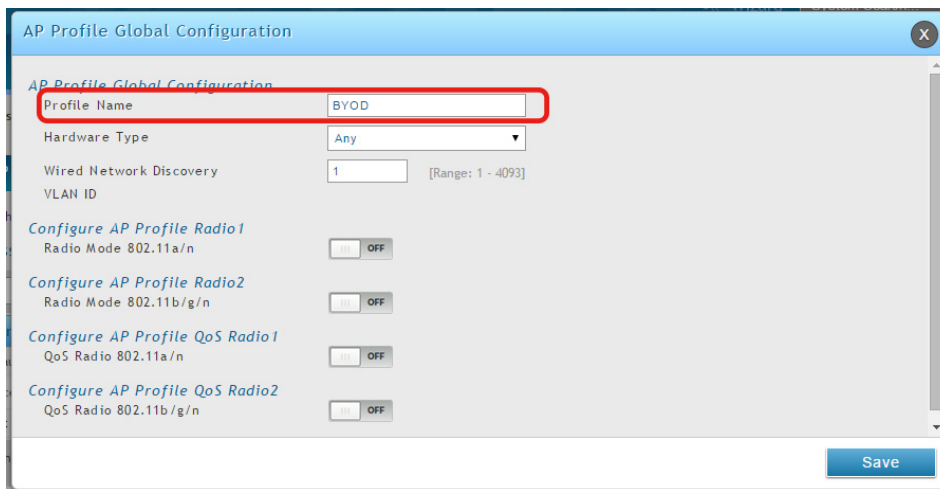 AP Profile Global Configuration
X
AP Profile Global Configuration
Profile Name BYOD
Hardware Type Any
Wired Network Discovery 1 [Range: 1 - 4093]
VLAN ID
Configure AP Profile Radio1
Radio Mode 802.11a/n OFF
Configure AP Profile Radio2
Radio Mode 802.11b/g/n OFF
Configure AP Profile QoS Radio1
QoS Radio 802.11a/n OFF
Configure AP Profile QoS Radio2
QoS Radio 802.11b/g/n OFF
Save